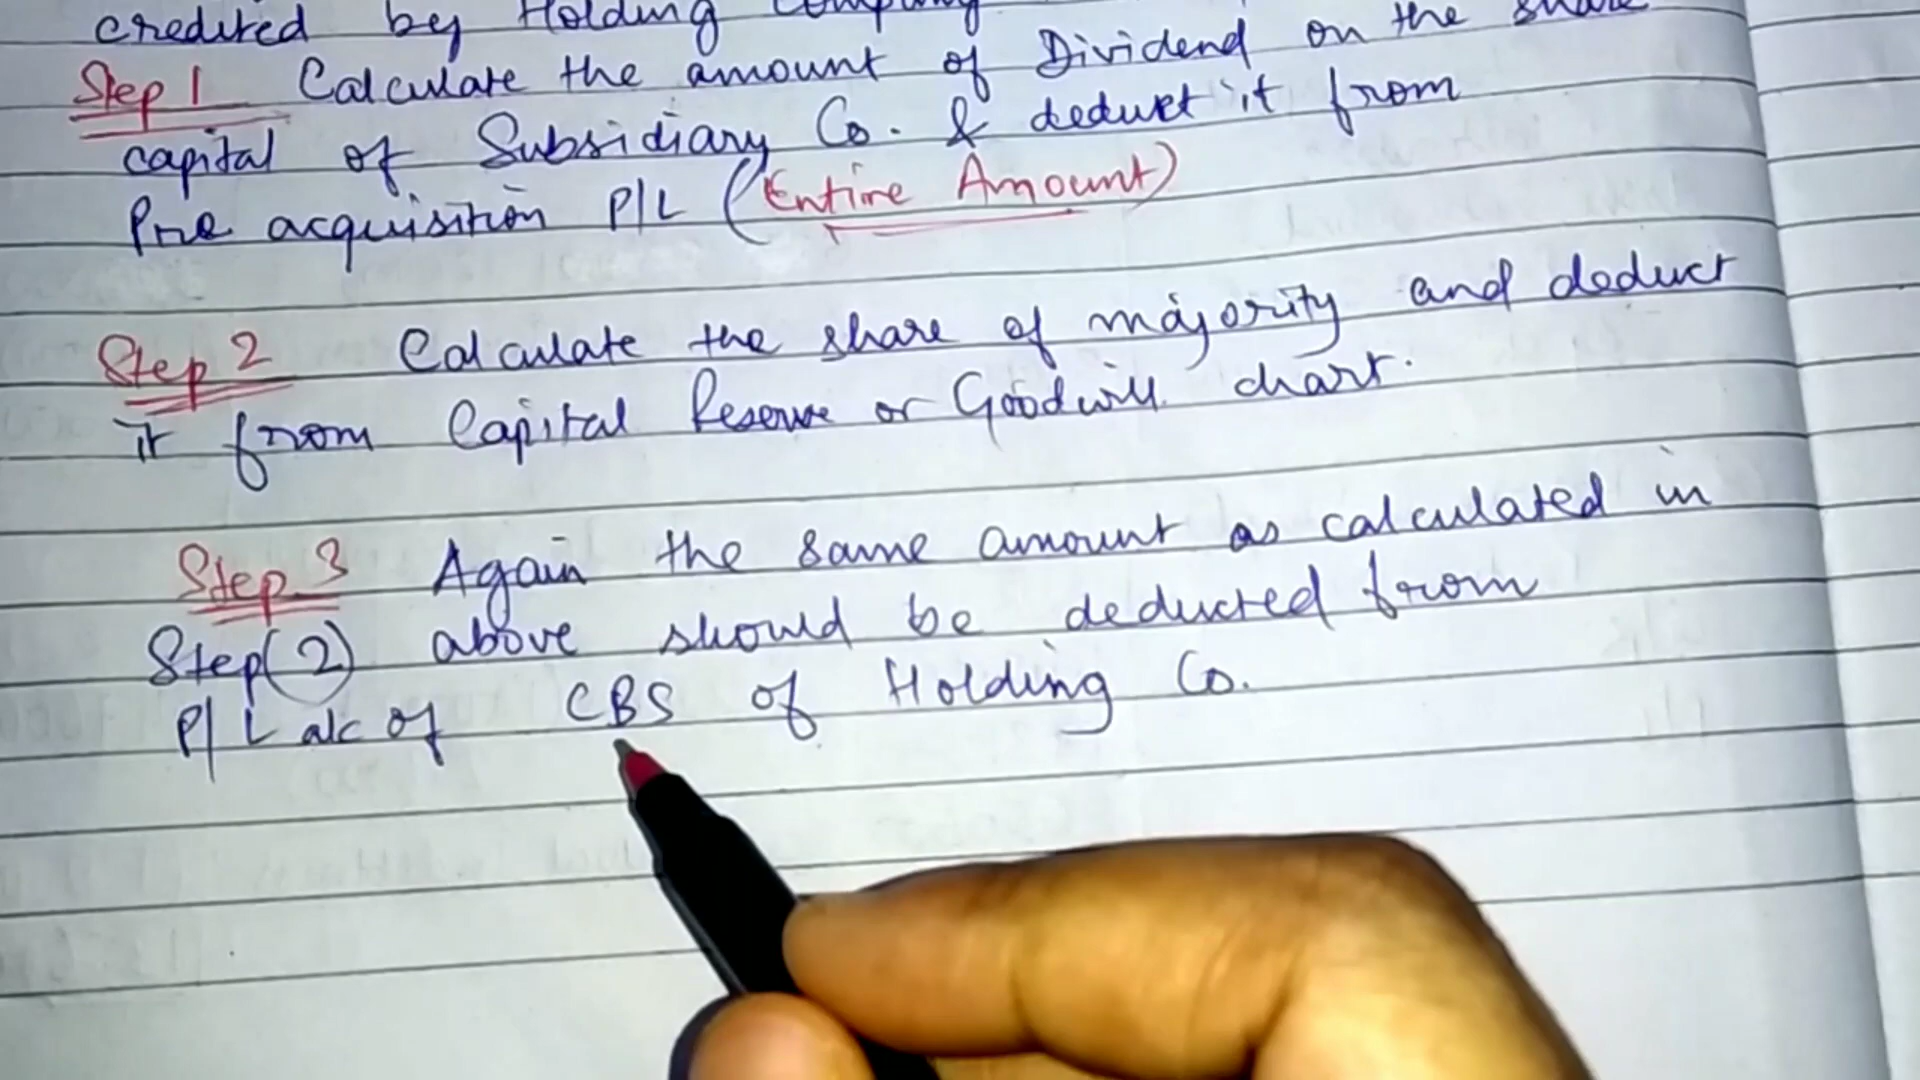 credited by Holding Company
Step 1 Calculate the amount of Dividend on the share
capital of Subsidiary Co. & deduct it from
Pre acquisition P/L (Entire Amount)
Step 2 Calculate the share of majority and deduct
it from Capital Reserve or Goodwill chart.
Step 3 Again the same amount as calculated in
Step (2) above should be deducted from
P/L a/c of CBS of Holding Co.